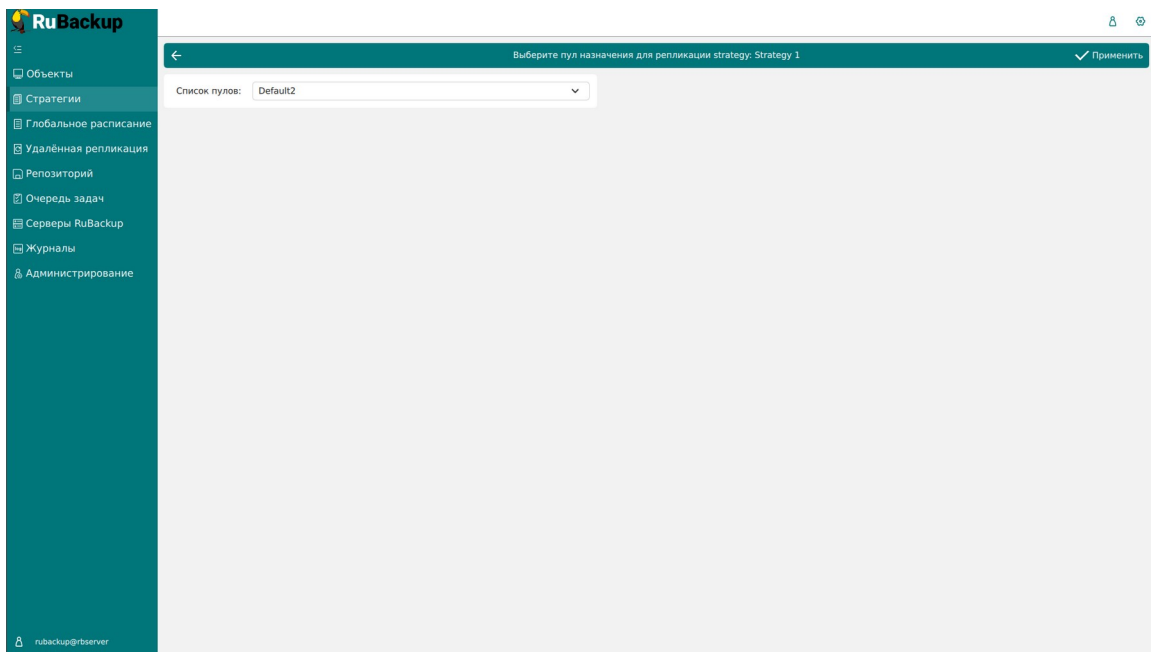 RuBackup
Выберите пул назначения для репликации strategy: Strategy 1
Применить
Объекты
Стратегии
Глобальное расписание
Удалённая репликация
Репозиторий
Очередь задач
Серверы RuBackup
Журналы
Администрирование
Список пулов: Default2
rubackup@rbserver